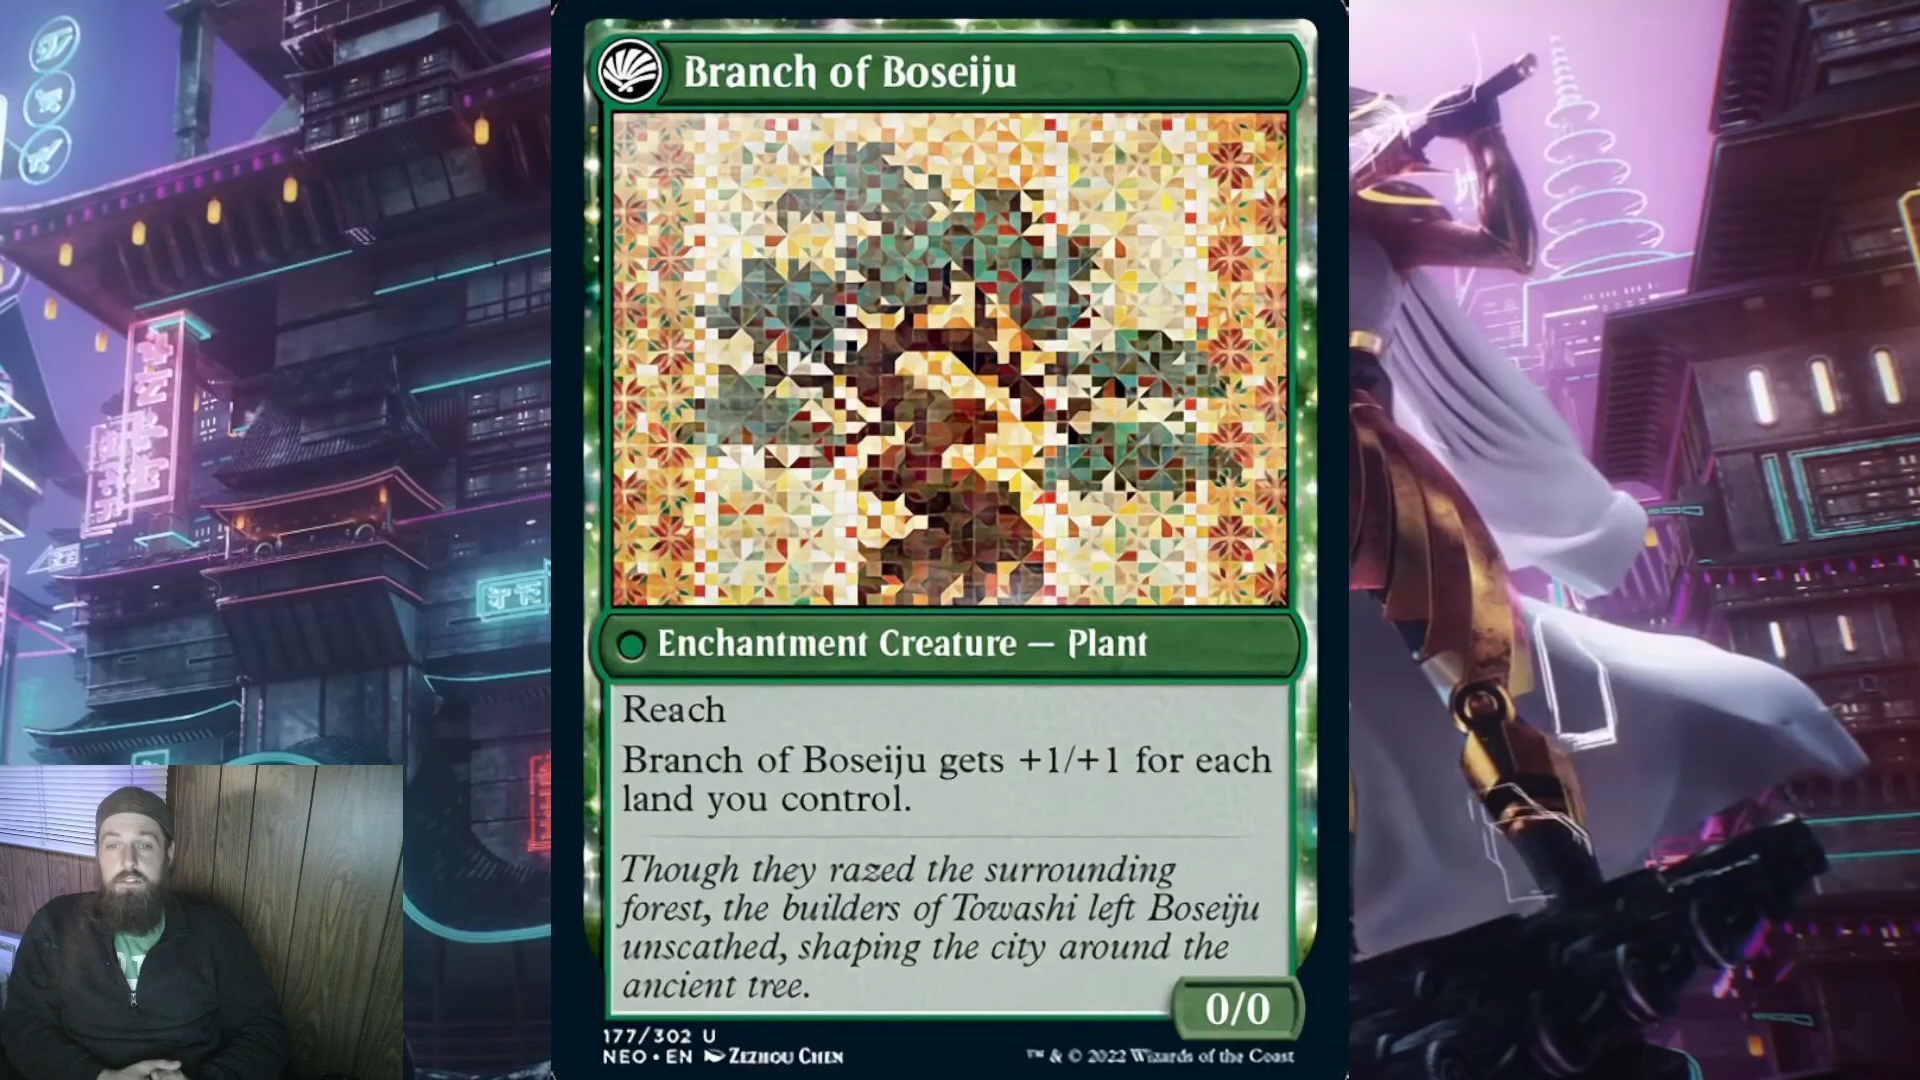 Branch of Boseiju
Enchantment Creature — Plant
Reach
Branch of Boseiju gets +1/+1 for each
land you control.
Though they razed the surrounding
forest, the builders of Towashi left Boseiju
unscathed, shaping the city around the
ancient tree.
0/0
177/302 U
NEO • EN Zezhou Chen
™ & © 2022 Wizards of the Coast